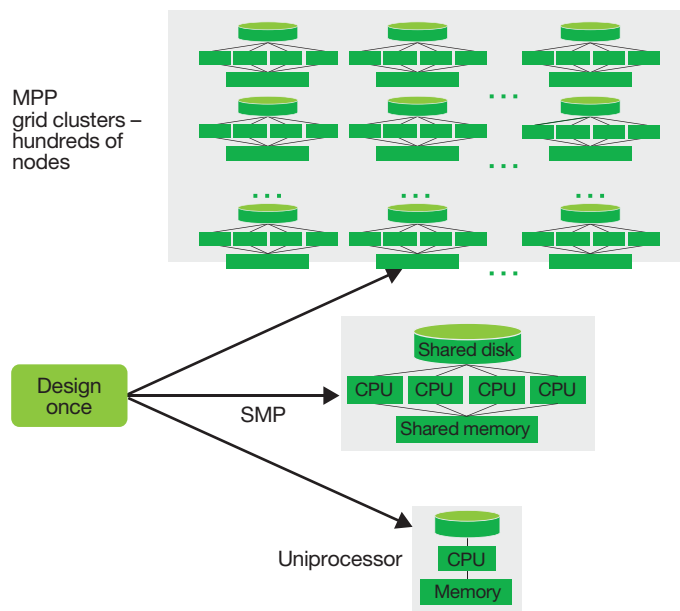 MPP
grid clusters –
hundreds of
nodes
Shared disk
CPU CPU CPU CPU
Shared memory
Design
once
SMP
Uniprocessor
CPU
Memory